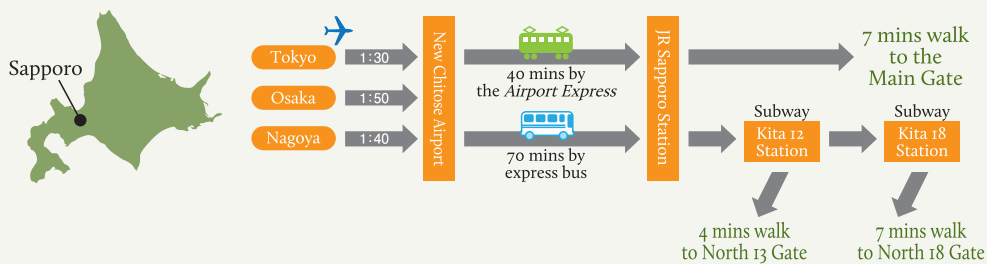 Sapporo
Tokyo
1:30
Osaka
1:50
Nagoya
1:40
New Chitose Airport
40 mins by
the Airport Express
70 mins by
express bus
JR Sapporo Station
7 mins walk
to the
Main Gate
Subway
Kita 12
Station
4 mins walk
to North 13 Gate
Subway
Kita 18
Station
7 mins walk
to North 18 Gate